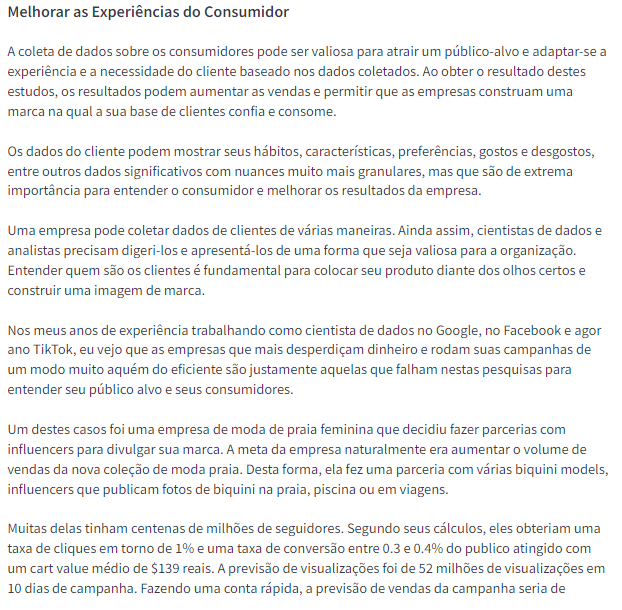 Melhorar as Experiências do Consumidor
A coleta de dados sobre os consumidores pode ser valiosa para atrair um público-alvo e adaptar-se a
experiência e a necessidade do cliente baseado nos dados coletados. Ao obter o resultado destes
estudos, os resultados podem aumentar as vendas e permitir que as empresas construam uma
marca na qual a sua base de clientes confia e consome.
Os dados do cliente podem mostrar seus hábitos, características, preferências, gostos e desgostos,
entre outros dados significativos com nuances muito mais granulares, mas que são de extrema
importância para entender o consumidor e melhorar os resultados da empresa.
Uma empresa pode coletar dados de clientes de várias maneiras. Ainda assim, cientistas de dados e
analistas precisam digeri-los e apresentá-los de uma forma que seja valiosa para a organização.
Entender quem são os clientes é fundamental para colocar seu produto diante dos olhos certos e
construir uma imagem de marca.
Nos meus anos de experiência trabalhando como cientista de dados no Google, no Facebook e agor
ano TikTok, eu vejo que as empresas que mais desperdiçam dinheiro e rodam suas campanhas de
um modo muito aquém do eficiente são justamente aquelas que falham nestas pesquisas para
entender seu público alvo e seus consumidores.
Um destes casos foi uma empresa de moda de praia feminina que decidiu fazer parcerias com
influencers para divulgar sua marca. A meta da empresa naturalmente era aumentar o volume de
vendas da nova coleção de moda praia. Desta forma, ela fez uma parceria com várias biquini models,
influencers que publicam fotos de biquini na praia, piscina ou em viagens.
Muitas delas tinham centenas de milhões de seguidores. Segundo seus cálculos, eles obteriam uma
taxa de cliques em torno de 1% e uma taxa de conversão entre 0.3 e 0.4% do publico atingido com
um cart value médio de $139 reais. A previsão de visualizações foi de 52 milhões de visualizações em
10 dias de campanha. Fazendo uma conta rápida, a previsão de vendas da campanha seria de